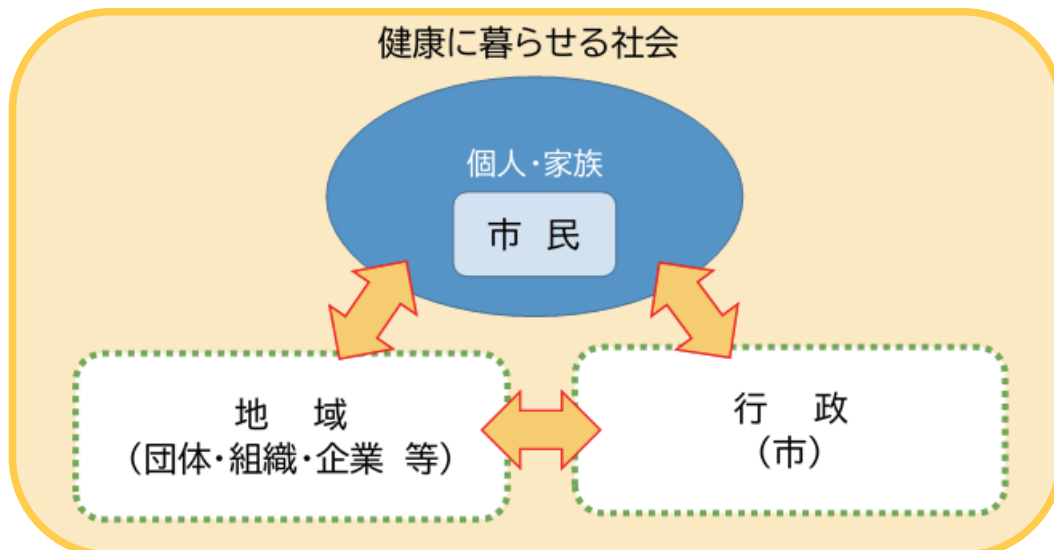 健康に暮らせる社会
個人・家族
市 民
地 域
（団体・組織・企業 等）
行 政
（市）